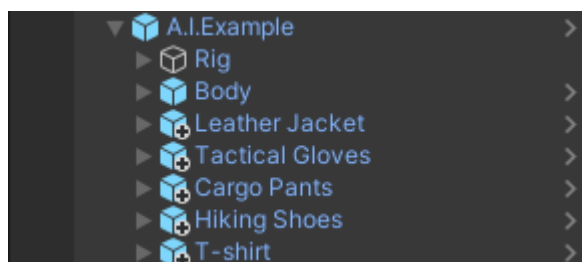 A.I.Example
Rig
Body
Leather Jacket
Tactical Gloves
Cargo Pants
Hiking Shoes
T-shirt